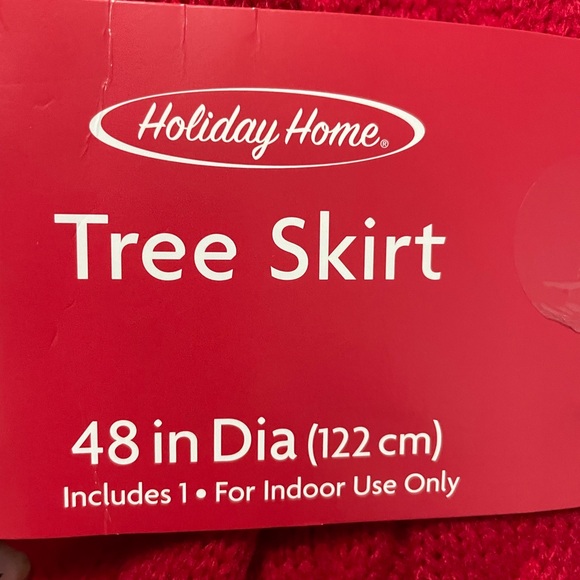 Holiday Home®
Tree Skirt
48 in Dia (122 cm)
Includes 1 • For Indoor Use Only